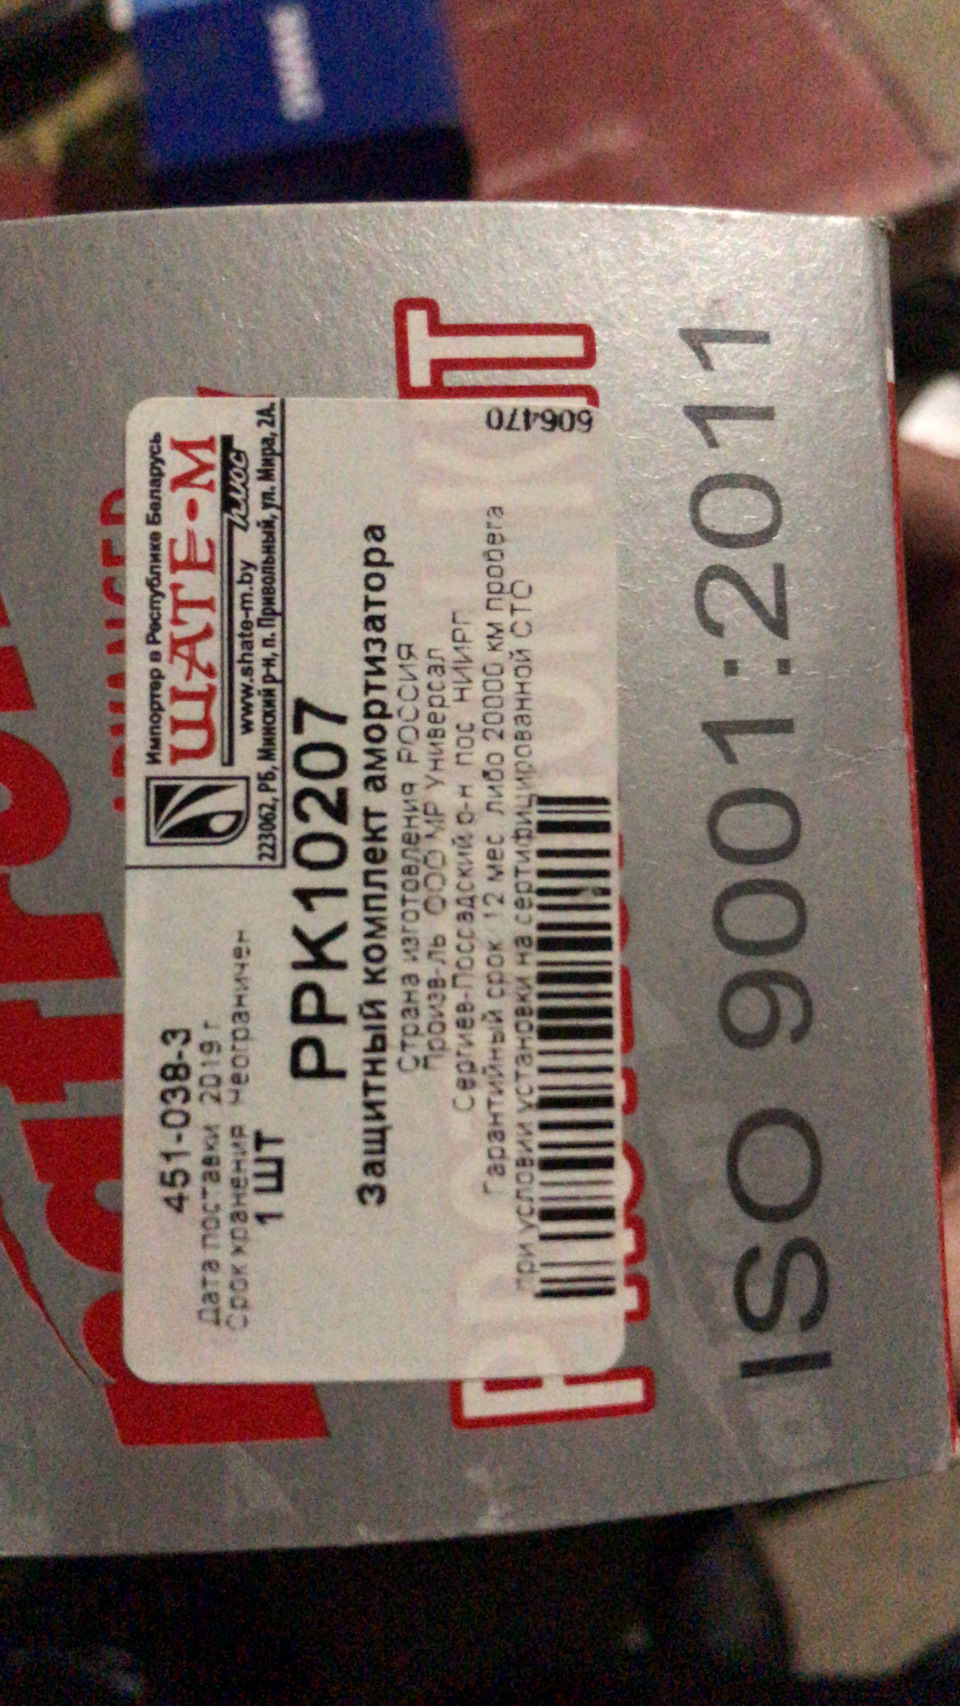 451-038-3
Дата поставки 2019 г
Срок хранения Неограничен
1 ШТ
Импортер в Республике Беларусь
ШАТЕ-М
плюс
www.shate-m.by
223062, РБ, Минский р-н, п. Привольный, ул. Мира, 2А.
PPK10207
Защитный комплект амортизатора
Страна изготовления РОССИЯ
Произв-ль ООО МР Универсал
Сергиев-Поссадский р-н пос НИИРП
Гарантийный срок 12 мес либо 20000 км пробега
при условии установки на сертифицированной СТО
606470
ISO 9001:2011